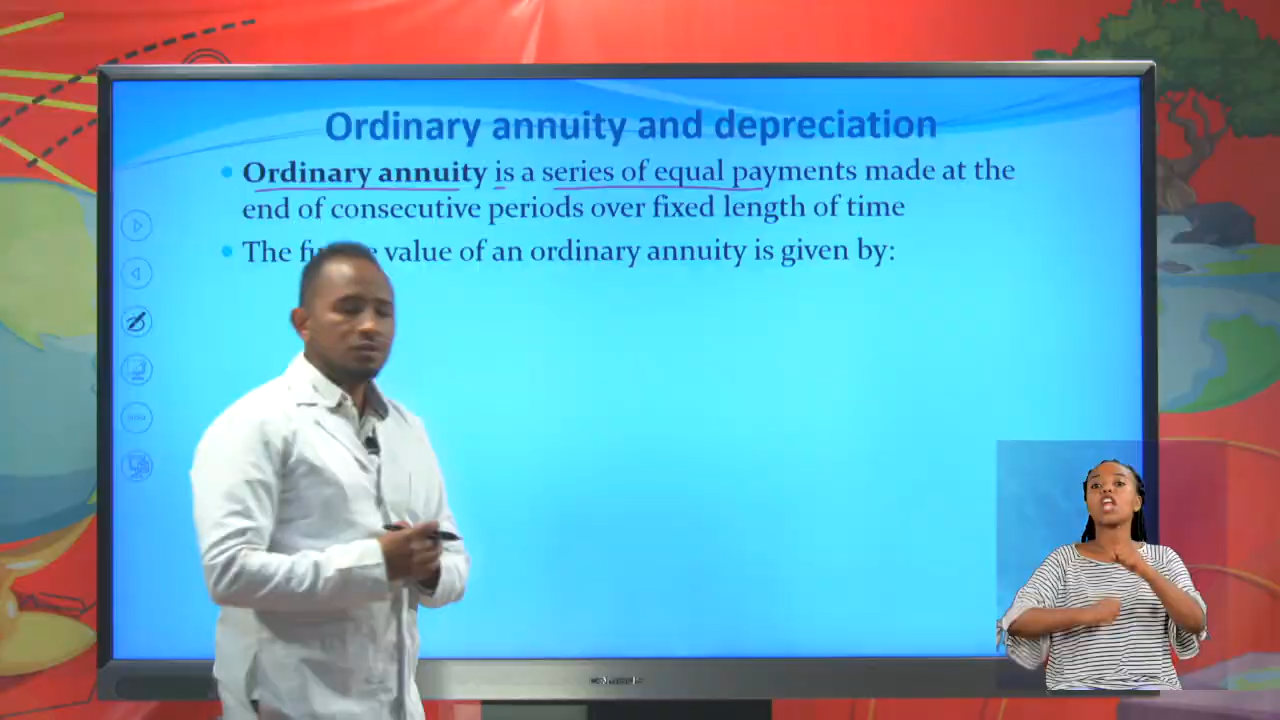 Ordinary annuity and depreciation
Ordinary annuity is a series of equal payments made at the
end of consecutive periods over fixed length of time
The value of an ordinary annuity is given by: